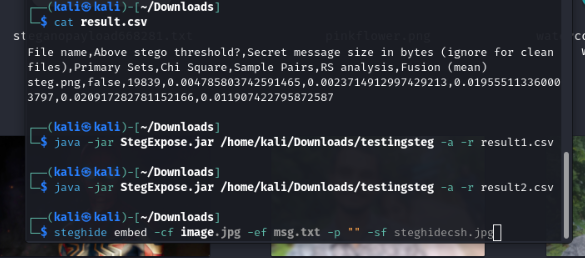 ┌──(kali㉿kali)-[~/Downloads]
└─$ cat result.csv
File name,Above stego threshold?,Secret message size in bytes (ignore for clean
files),Primary Sets,Chi Square,Sample Pairs,RS analysis,Fusion (mean)
steg.png,false,19839,0.004785803742591465,0.0023714912997429213,0.01955511336000
3797,0.020917282781152166,0.011907422795872587
┌──(kali㉿kali)-[~/Downloads]
└─$ java -jar StegExpose.jar /home/kali/Downloads/testingsteg -a -r result1.csv
┌──(kali㉿kali)-[~/Downloads]
└─$ java -jar StegExpose.jar /home/kali/Downloads/testingsteg -a -r result2.csv
┌──(kali㉿kali)-[~/Downloads]
└─$ steghide embed -cf image.jpg -ef msg.txt -p "" -sf steghidecsh.jpg